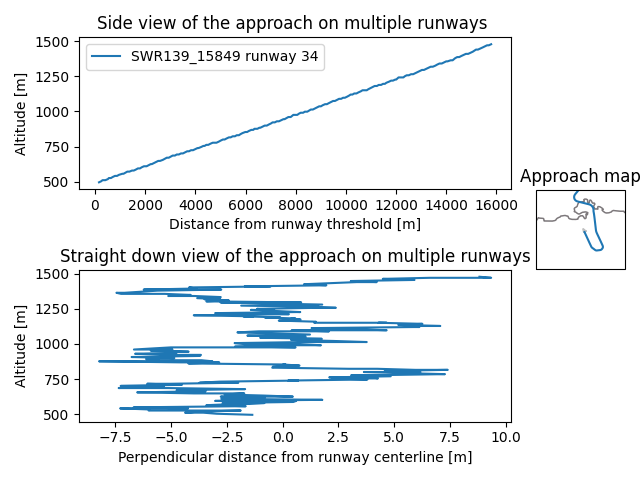 Side view of the approach on multiple runways
1500
1250
1000
750
500
Altitude [m]
SWR139_15849 runway 34
0 2000 4000 6000 8000 10000 12000 14000 16000
Distance from runway threshold [m]
Approach map
Straight down view of the approach on multiple runways
1500
1250
1000
750
500
Altitude [m]
−7.5 −5.0 −2.5 0.0 2.5 5.0 7.5 10.0
Perpendicular distance from runway centerline [m]